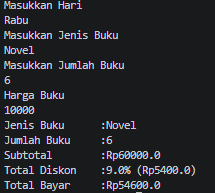 Masukkan Hari
Rabu
Masukkan Jenis Buku
Novel
Masukkan Jumlah Buku
6
Harga Buku
10000
Jenis Buku :Novel
Jumlah Buku :6
Subtotal :Rp60000.0
Total Diskon :9.0% (Rp5400.0)
Total Bayar :Rp54600.0